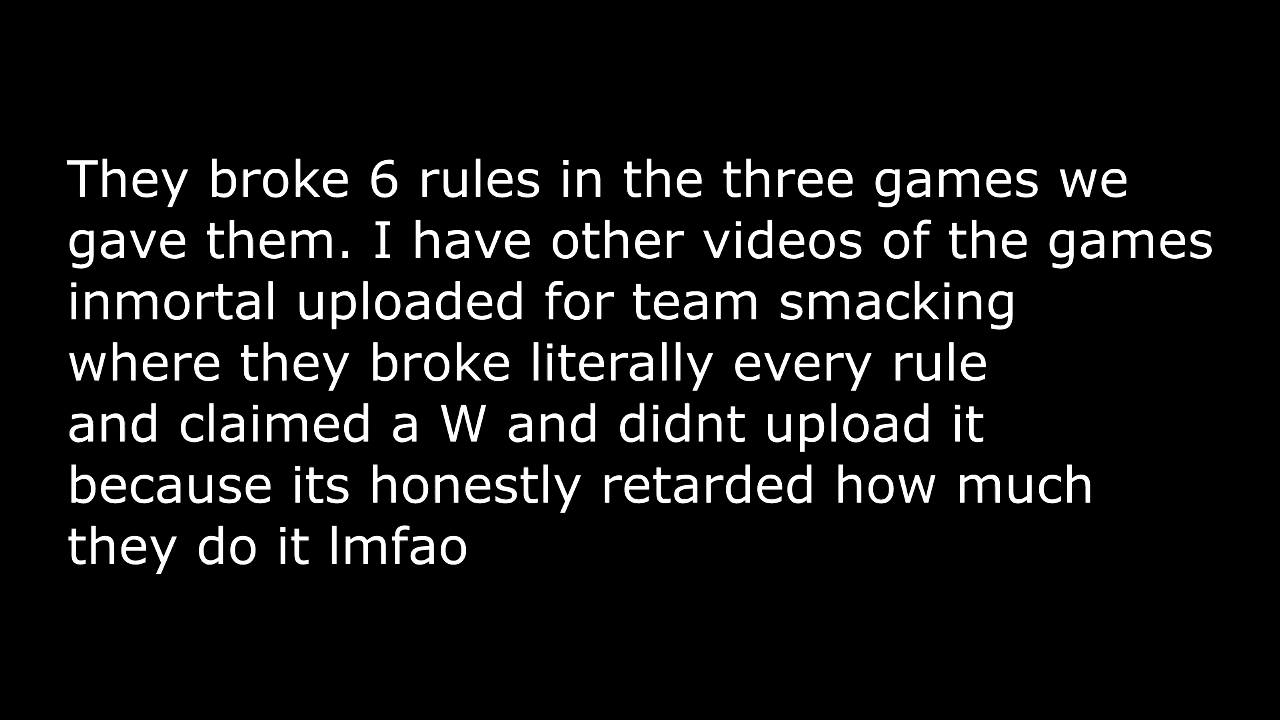 They broke 6 rules in the three games we
gave them. I have other videos of the games
inmortal uploaded for team smacking
where they broke literally every rule
and claimed a W and didnt upload it
because its honestly retarded how much
they do it lmfao